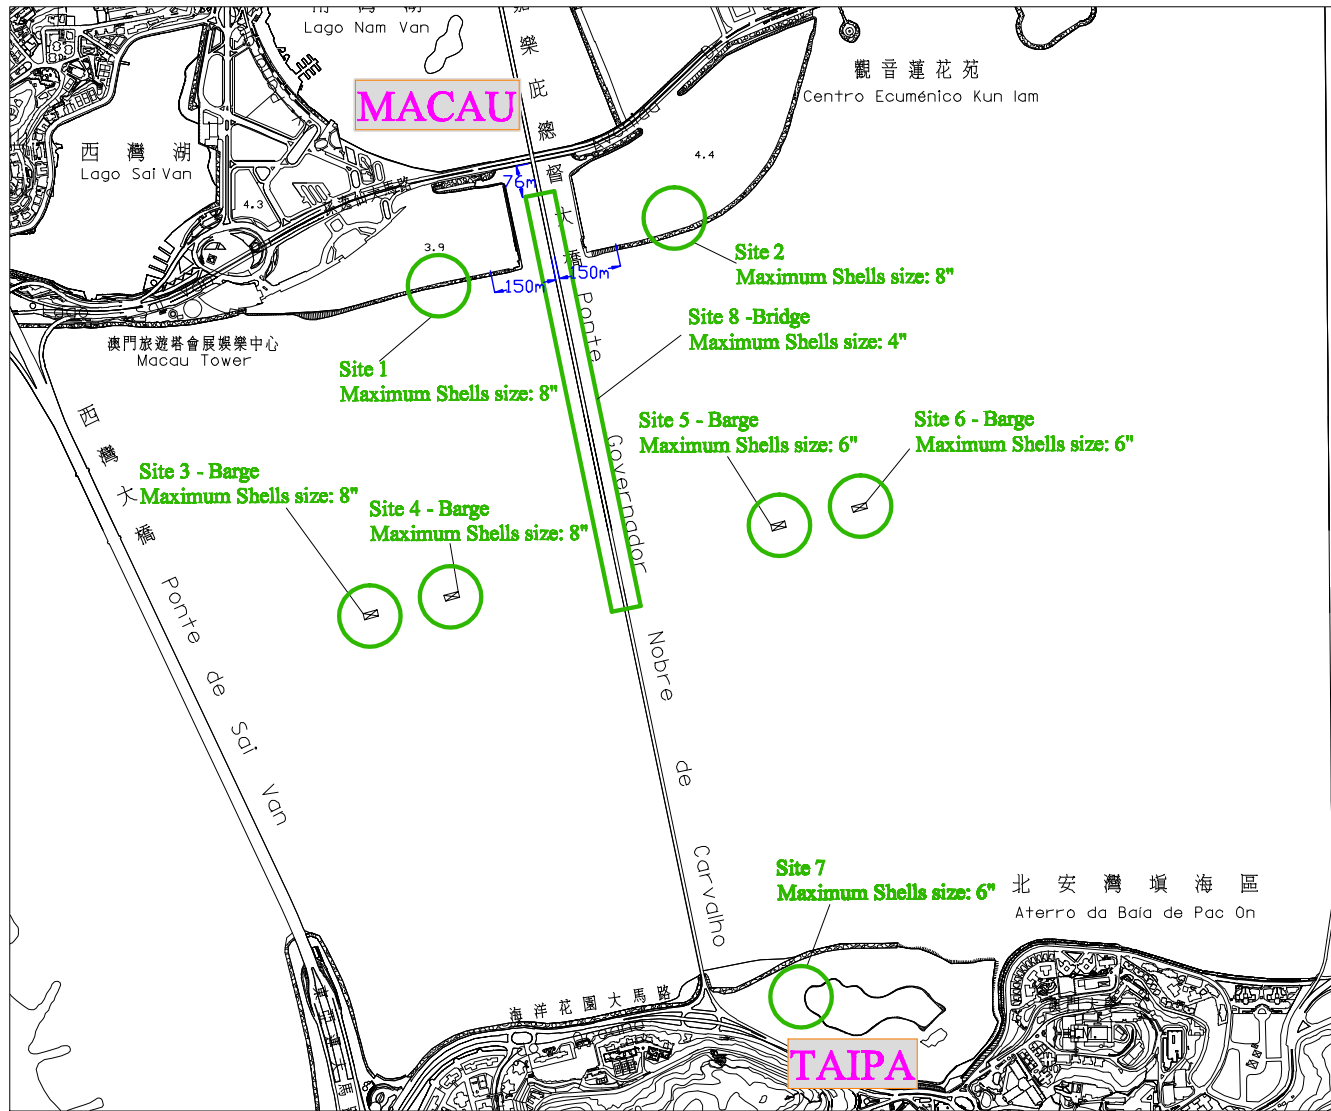 Lago Nam Van
MACAU
嘉樂庇總督大橋
觀音蓮花苑
Centro Ecuménico Kun Iam
西灣湖
Lago Sai Van
4.4
4.3
3.9
76m
150m
150m
Site 2
Maximum Shells size: 8"
Site 8 -Bridge
Maximum Shells size: 4"
澳門旅遊塔會展娛樂中心
Macau Tower
Site 1
Maximum Shells size: 8"
Site 5 - Barge
Maximum Shells size: 6"
Site 6 - Barge
Maximum Shells size: 6"
Site 3 - Barge
Maximum Shells size: 8"
Site 4 - Barge
Maximum Shells size: 8"
西灣大橋
Ponte de Sai Van
Ponte Governador Nobre de Carvalho
Site 7
Maximum Shells size: 6"
北安灣填海區
Aterro da Baía de Pac On
海洋花園大馬路
TAIPA